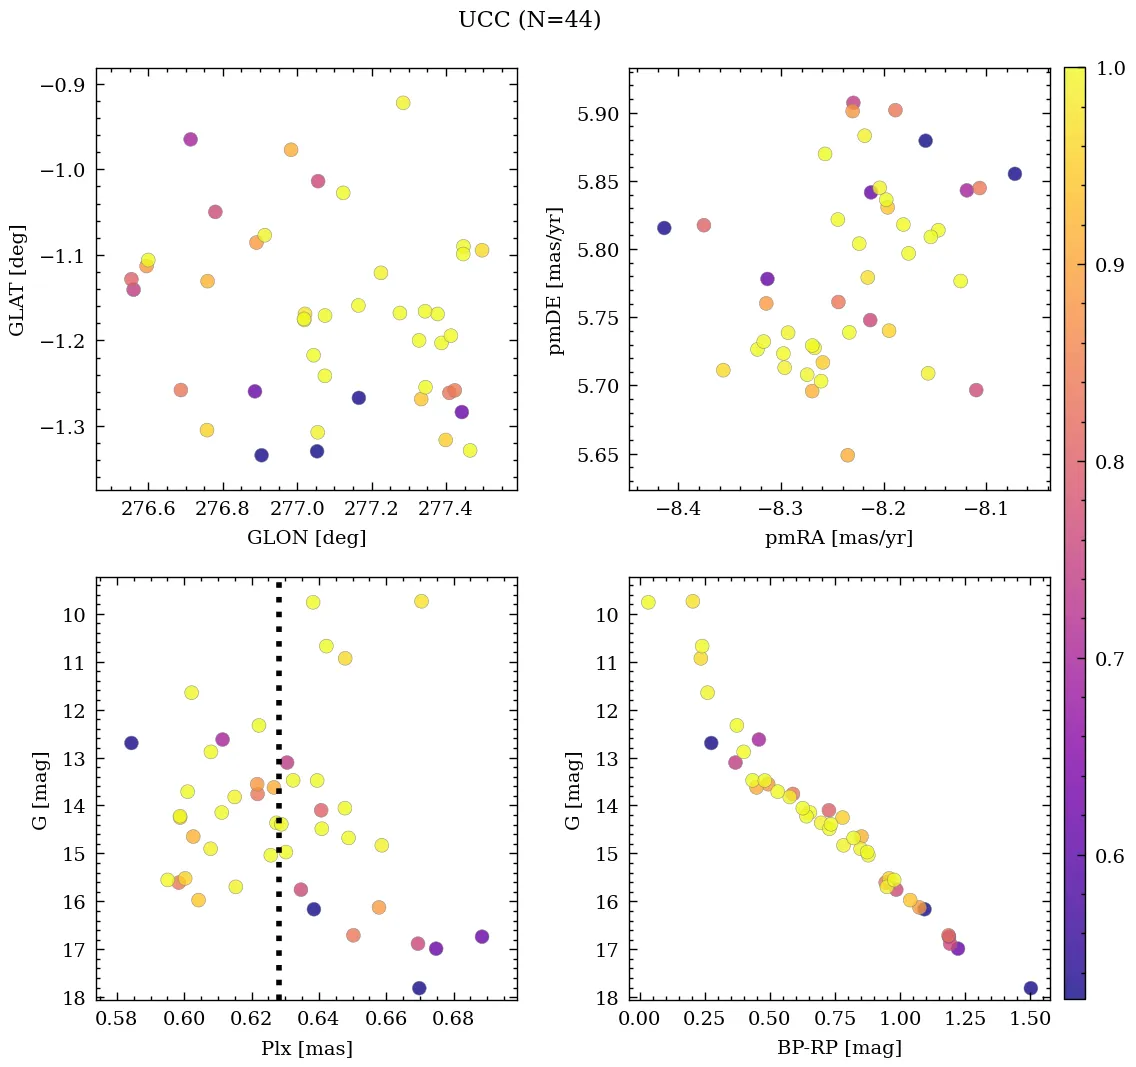 UCC (N=44)
−0.9
−1.0
−1.1
−1.2
−1.3
GLAT [deg]
276.6 276.8 277.0 277.2 277.4
GLON [deg]
5.90
5.85
5.80
5.75
5.70
5.65
pmDE [mas/yr]
−8.4 −8.3 −8.2 −8.1
pmRA [mas/yr]
10
11
12
13
14
15
16
17
18
G [mag]
0.58 0.60 0.62 0.64 0.66 0.68
Plx [mas]
10
11
12
13
14
15
16
17
18
G [mag]
0.00 0.25 0.50 0.75 1.00 1.25 1.50
BP-RP [mag]
1.0
0.9
0.8
0.7
0.6